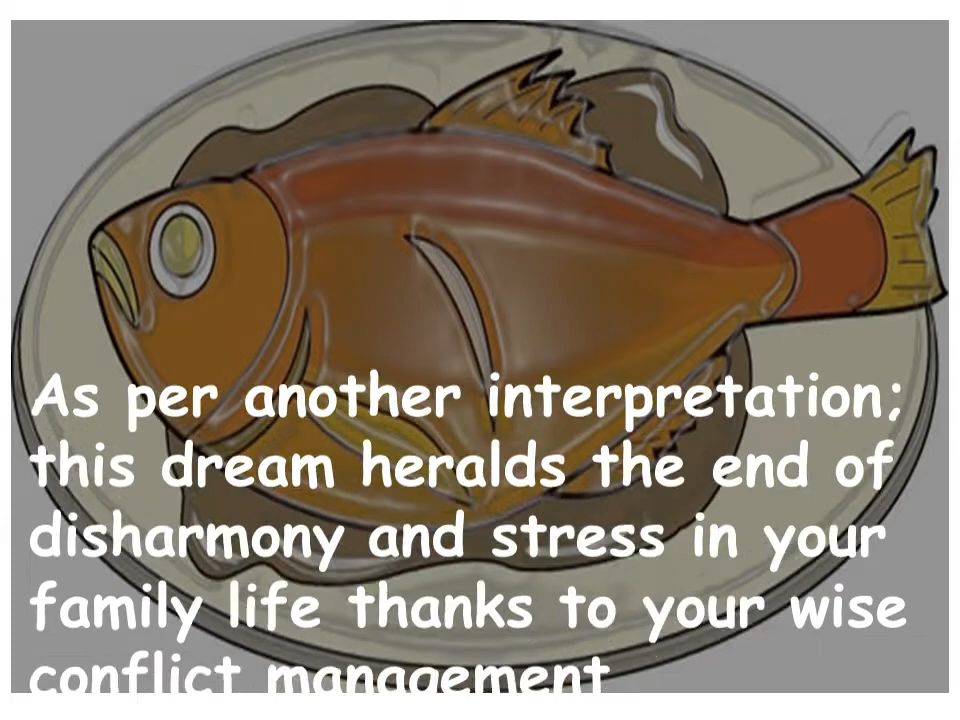 As per another interpretation;
this dream heralds the end of
disharmony and stress in your
family life thanks to your wise
conflict management